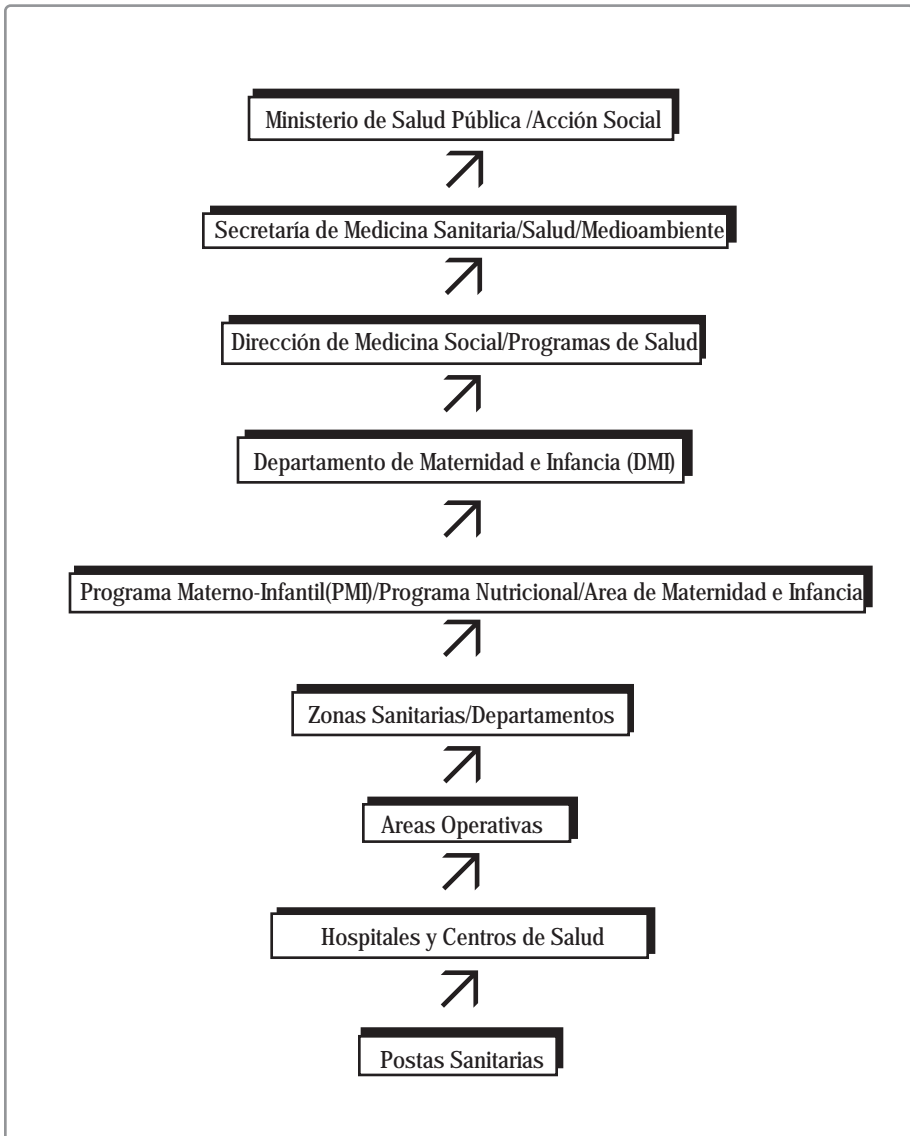 Ministerio de Salud Pública /Acción Social
Secretaría de Medicina Sanitaria/Salud/Medioambiente
Dirección de Medicina Social/Programas de Salud
Departamento de Maternidad e Infancia (DMI)
Programa Materno-Infantil(PMI)/Programa Nutricional/Area de Maternidad e Infancia
Zonas Sanitarias/Departamentos
Areas Operativas
Hospitales y Centros de Salud
Postas Sanitarias